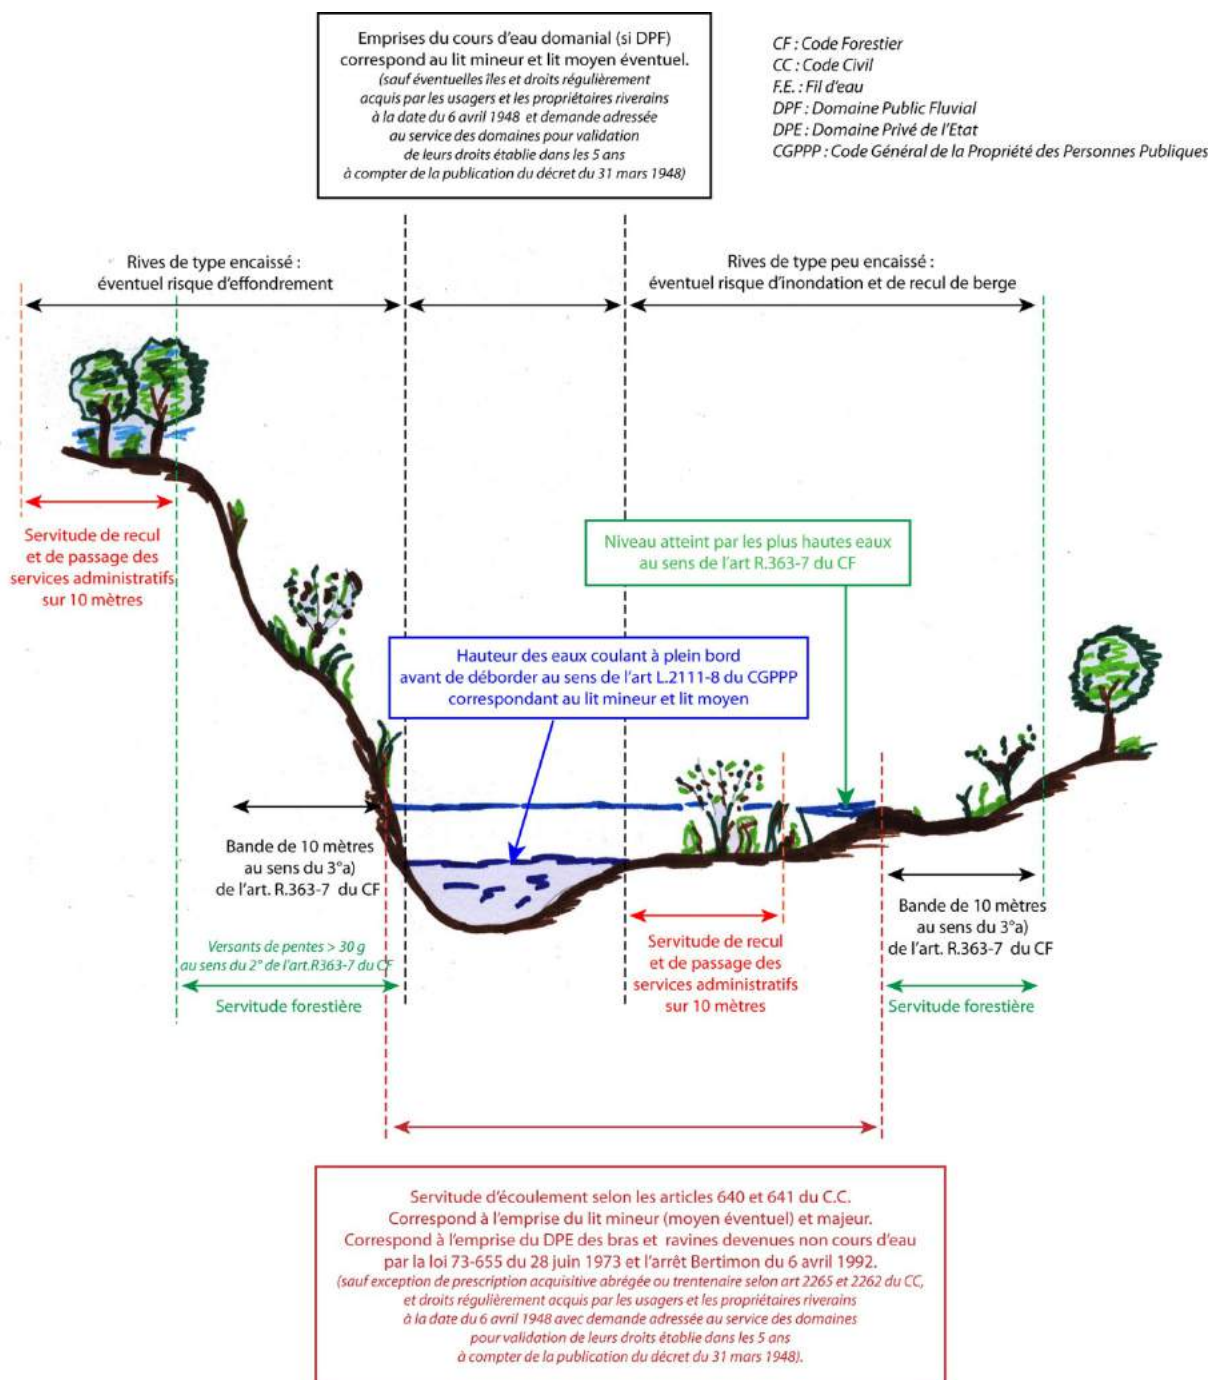 Emprises du cours d'eau domanial (si DPF)
correspond au lit mineur et lit moyen éventuel.
(sauf éventuelles îles et droits régulièrement
acquis par les usagers et les propriétaires riverains
à la date du 6 avril 1948 et demande adressée
au service des domaines pour validation
de leurs droits établie dans les 5 ans
à compter de la publication du décret du 31 mars 1948)
CF : Code Forestier
CC : Code Civil
F.E. : Fil d'eau
DPF : Domaine Public Fluvial
DPE : Domaine Privé de l'Etat
CGPPP : Code Général de la Propriété des Personnes Publiques
Rives de type encaissé :
éventuel risque d'effondrement
Rives de type peu encaissé :
éventuel risque d'inondation et de recul de berge
Servitude de recul
et de passage des
services administratifs
sur 10 mètres
Niveau atteint par les plus hautes eaux
au sens de l'art R.363-7 du CF
Hauteur des eaux coulant à plein bord
avant de déborder au sens de l'art L.2111-8 du CGPPP
correspondant au lit mineur et lit moyen
Bande de 10 mètres
au sens du 3°a)
de l'art. R.363-7 du CF
Versants de pentes > 30 g
au sens du 2° de l'art.R363-7 du CF
Servitude forestière
Servitude de recul
et de passage des
services administratifs
sur 10 mètres
Bande de 10 mètres
au sens du 3°a)
de l'art. R.363-7 du CF
Servitude forestière
Servitude d'écoulement selon les articles 640 et 641 du C.C.
Correspond à l'emprise du lit mineur (moyen éventuel) et majeur.
Correspond à l'emprise du DPE des bras et ravines devenues non cours d'eau
par la loi 73-655 du 28 juin 1973 et l'arrêt Bertimon du 6 avril 1992.
(sauf exception de prescription acquisitive abrégée ou trentenaire selon art 2265 et 2262 du CC,
et droits régulièrement acquis par les usagers et les propriétaires riverains
à la date du 6 avril 1948 avec demande adressée au service des domaines
pour validation de leurs droits établie dans les 5 ans
à compter de la publication du décret du 31 mars 1948).